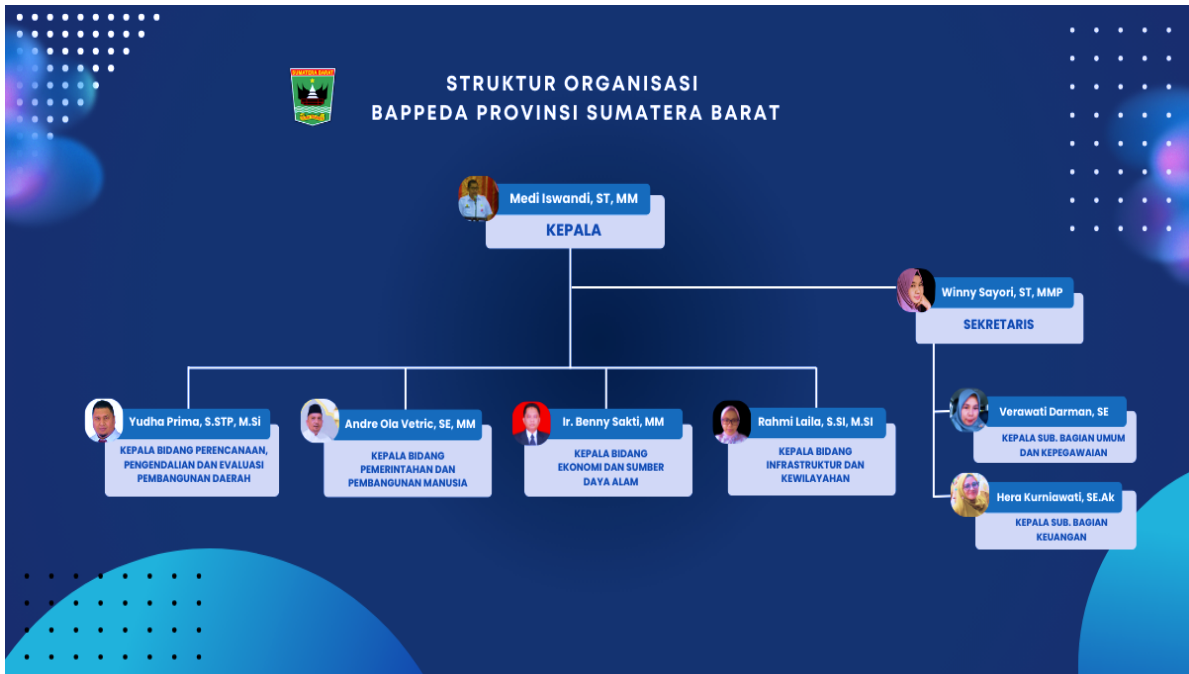 SUMATERA BARAT
STRUKTUR ORGANISASI
BAPPEDA PROVINSI SUMATERA BARAT
Medi Iswandi, ST, MM
KEPALA
Winny Sayori, ST, MMP
SEKRETARIS
Yudha Prima, S.STP, M.Si
KEPALA BIDANG PERENCANAAN,
PENGENDALIAN DAN EVALUASI
PEMBANGUNAN DAERAH
Andre Ola Vetric, SE, MM
KEPALA BIDANG
PEMERINTAHAN DAN
PEMBANGUNAN MANUSIA
Ir. Benny Sakti, MM
KEPALA BIDANG
EKONOMI DAN SUMBER
DAYA ALAM
Rahmi Laila, S.SI, M.SI
KEPALA BIDANG
INFRASTRUKTUR DAN
KEWILAYAHAN
Verawati Darman, SE
KEPALA SUB. BAGIAN UMUM
DAN KEPEGAWAIAN
Hera Kurniawati, SE.Ak
KEPALA SUB. BAGIAN
KEUANGAN